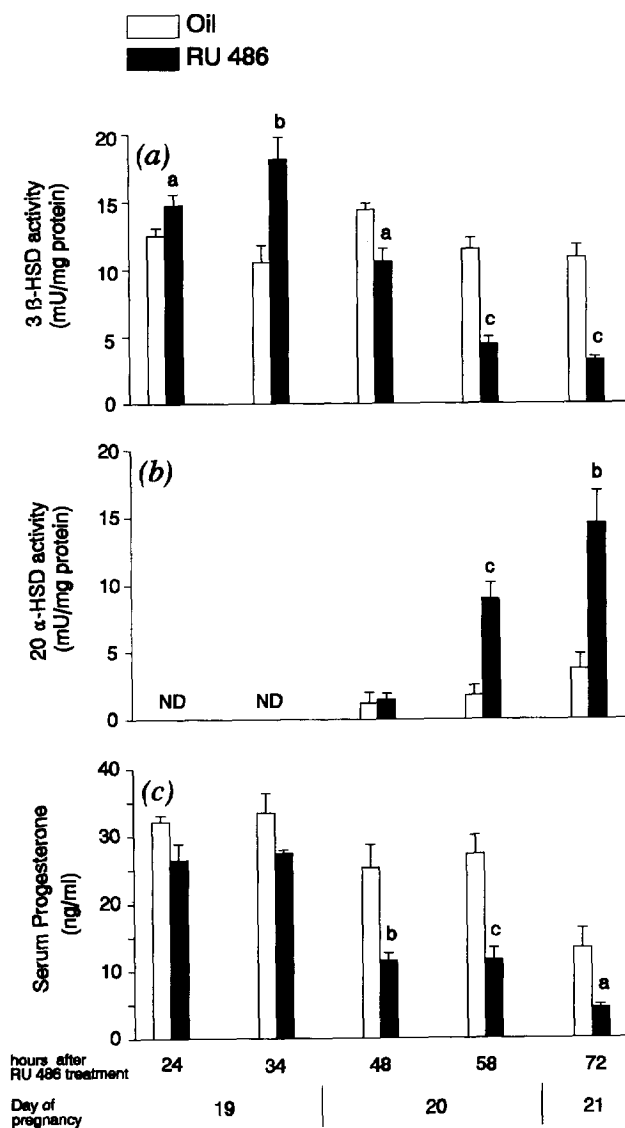 Oil
RU 486
(a)
3 ß-HSD activity
(mU/mg protein)
20
15
10
5
0
a
b
a
c
c
(b)
20 α-HSD activity
(mU/mg protein)
20
15
10
5
0
ND
ND
c
b
(c)
Serum Progesterone
(ng/ml)
40
30
20
10
0
b
c
a
hours after
RU 486 treatment
24
34
48
58
72
Day of
pregnancy
19
20
21